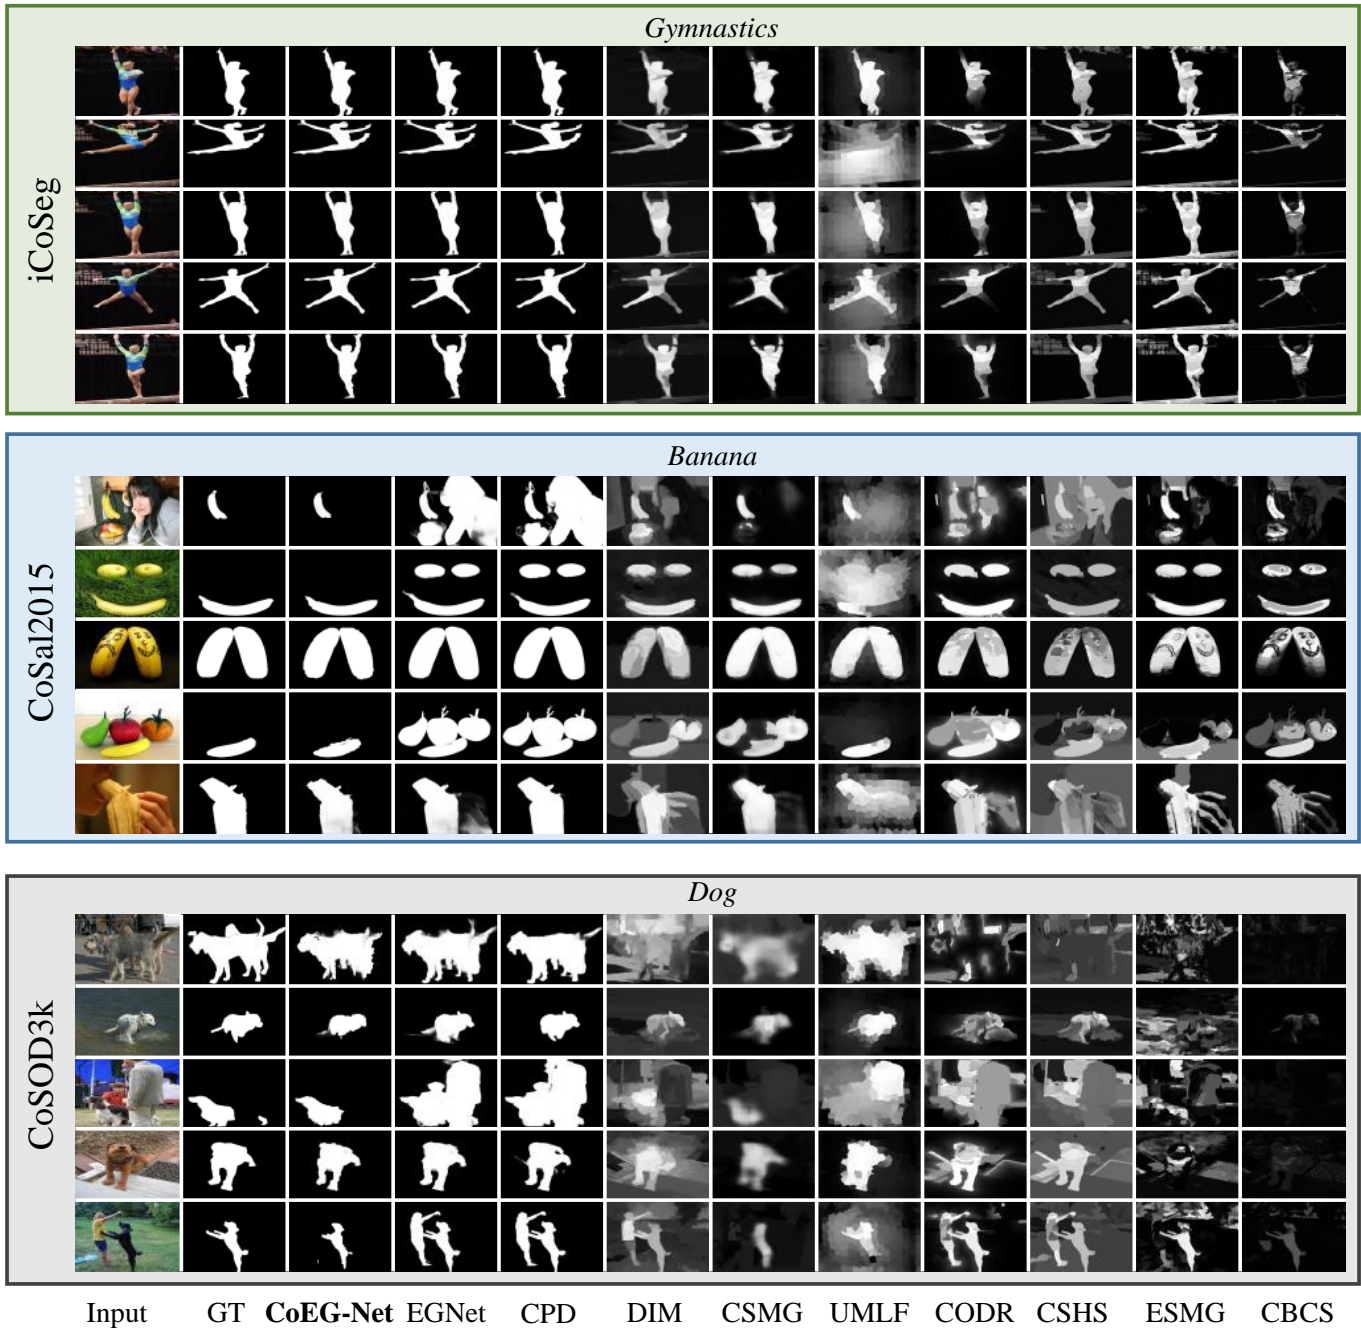 Gymnastics
iCoSeg
Banana
CoSal2015
Dog
CoSOD3k
Input GT CoEG-Net EGNet CPD DIM CSMG UMLF CODR CSHS ESMG CBCS